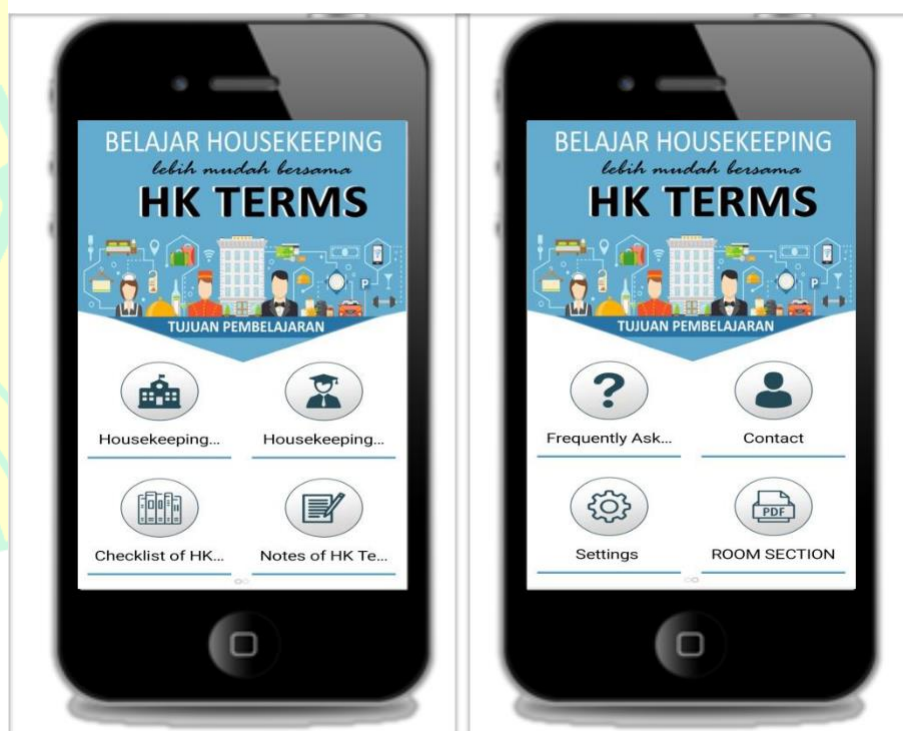 BELAJAR HOUSEKEEPING
lebih mudah bersama
HK TERMS
P
TUJUAN PEMBELAJARAN
Housekeeping...
Housekeeping...
Checklist of HK...
Notes of HK Te...
BELAJAR HOUSEKEEPING
lebih mudah bersama
HK TERMS
P
TUJUAN PEMBELAJARAN
Frequently Ask...
Contact
Settings
PDF
ROOM SECTION